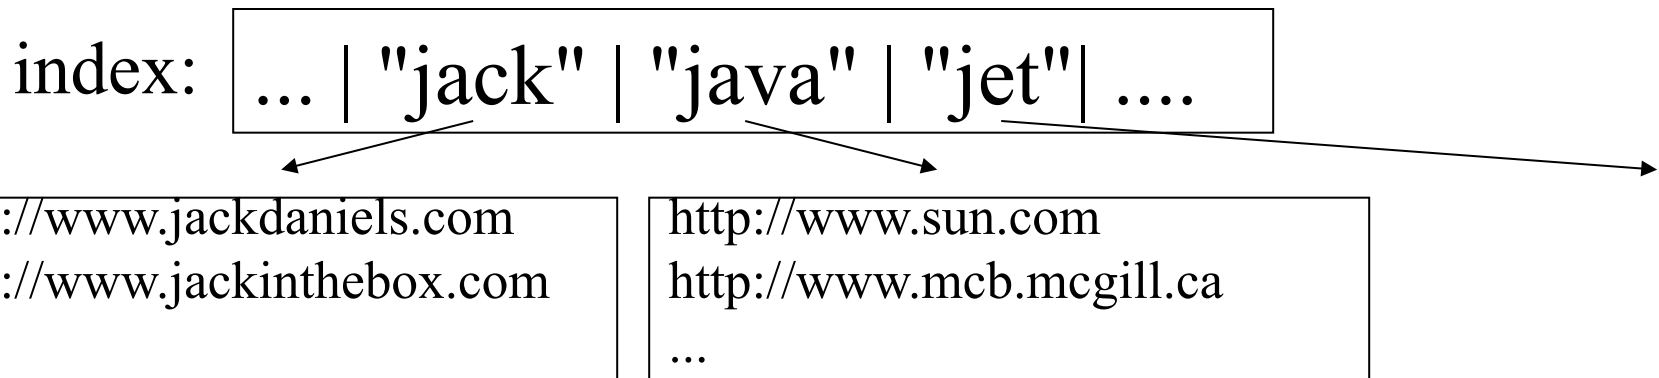 index: ... | "jack" | "java" | "jet"| ....
://www.jackdaniels.com
://www.jackinthebox.com
http://www.sun.com
http://www.mcb.mcgill.ca
...